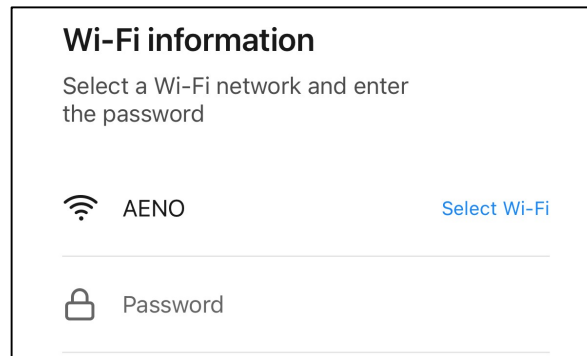 Wi-Fi information
Select a Wi-Fi network and enter
the password
AENO Select Wi-Fi
Password